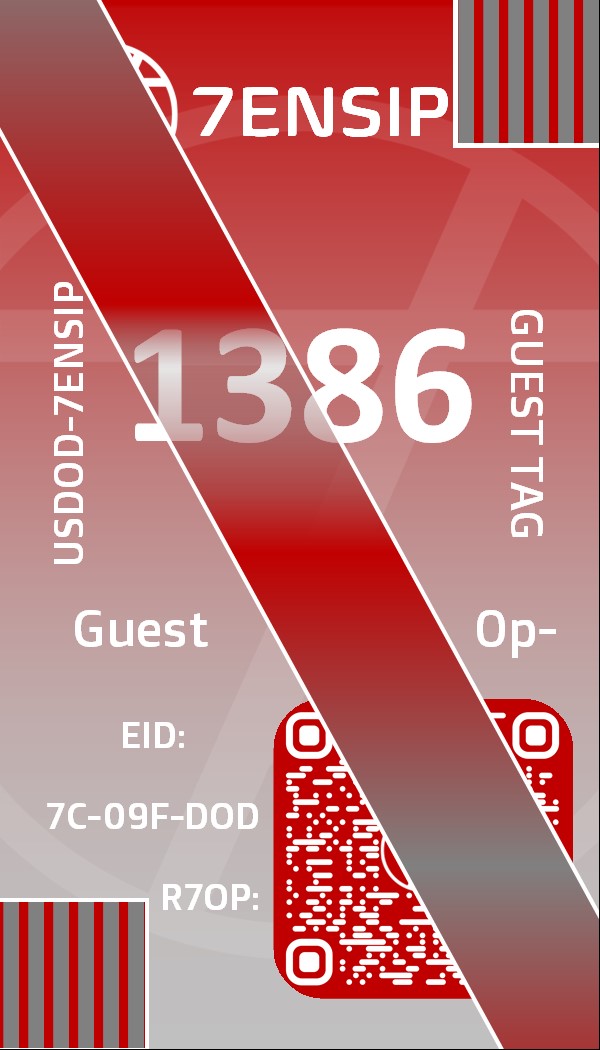 7ENSIP
USDOD-7ENSIP
1386
GUEST TAG
Guest
Op-
EID:
7C-09F-DOD
R7OP: